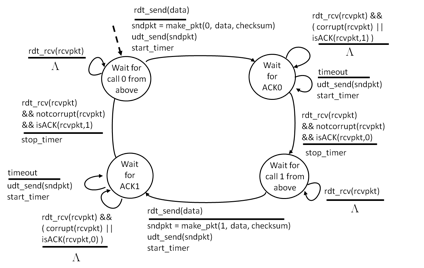 rdt_send(data)
sndpkt = make_pkt(0, data, checksum)
udt_send(sndpkt)
start_timer
rdt_rcv(rcvpkt) &&
( corrupt(rcvpkt) ||
isACK(rcvpkt,1) )
Λ
rdt_rcv(rcvpkt)
Λ
Wait for
call 0 from
above
Wait
for
ACK0
timeout
udt_send(sndpkt)
start_timer
rdt_rcv(rcvpkt)
&& notcorrupt(rcvpkt)
&& isACK(rcvpkt,1)
stop_timer
rdt_rcv(rcvpkt)
&& notcorrupt(rcvpkt)
&& isACK(rcvpkt,0)
stop_timer
timeout
udt_send(sndpkt)
start_timer
Wait
for
ACK1
Wait for
call 1 from
above
rdt_rcv(rcvpkt)
Λ
rdt_rcv(rcvpkt) &&
( corrupt(rcvpkt) ||
isACK(rcvpkt,0) )
Λ
rdt_send(data)
sndpkt = make_pkt(1, data, checksum)
udt_send(sndpkt)
start_timer